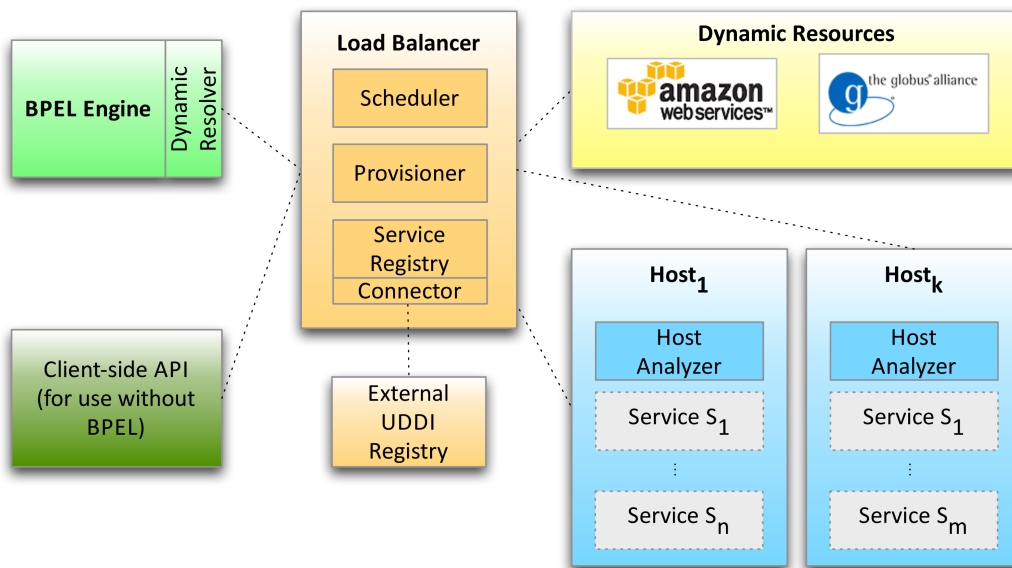 BPEL Engine
Dynamic
Resolver
Load Balancer
Scheduler
Provisioner
Service
Registry
Connector
Dynamic Resources
amazon
webservices™
g
the globus® alliance
Client-side API
(for use without
BPEL)
External
UDDI
Registry
Host1
Host
Analyzer
Service S1
⋮
Service Sn
Hostk
Host
Analyzer
Service S1
⋮
Service Sm